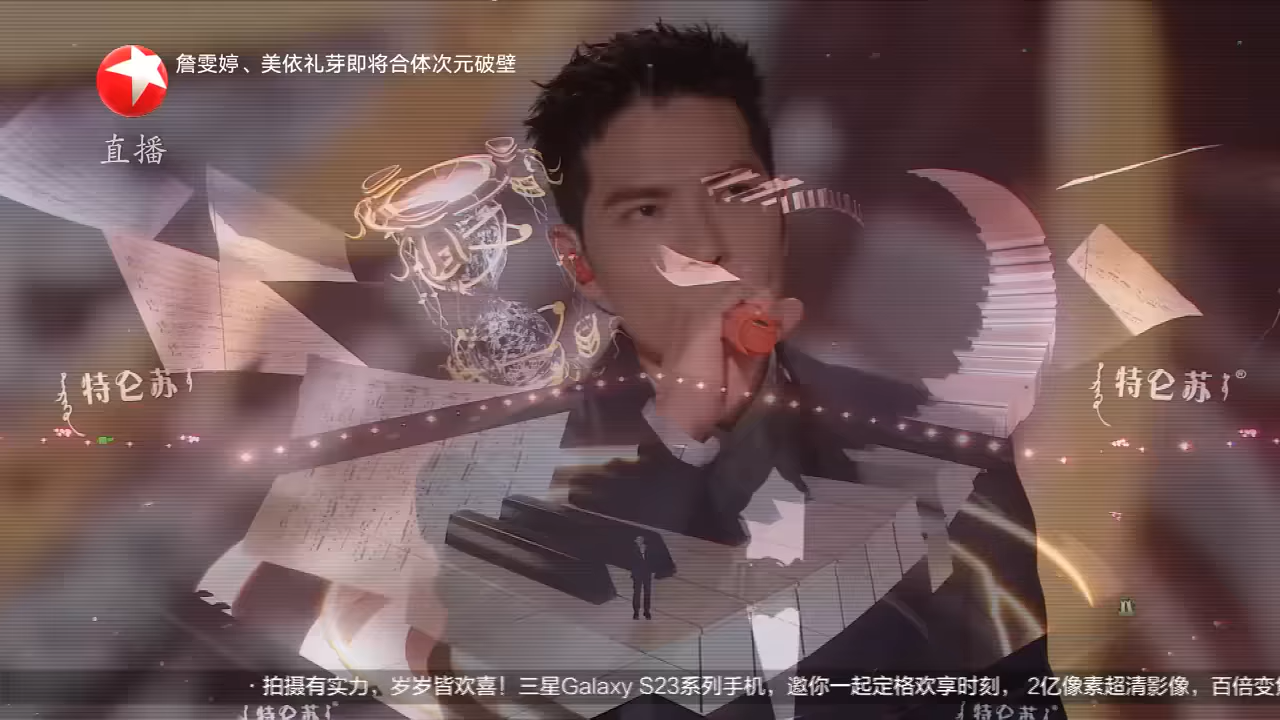 詹雯婷、美依礼芽即将合体次元破壁
直播
特仑苏
特仑苏®
· 拍摄有实力，岁岁皆欢喜！三星Galaxy S23系列手机，邀你一起定格欢享时刻， 2亿像素超清影像，百倍变
特仑苏
特仑苏